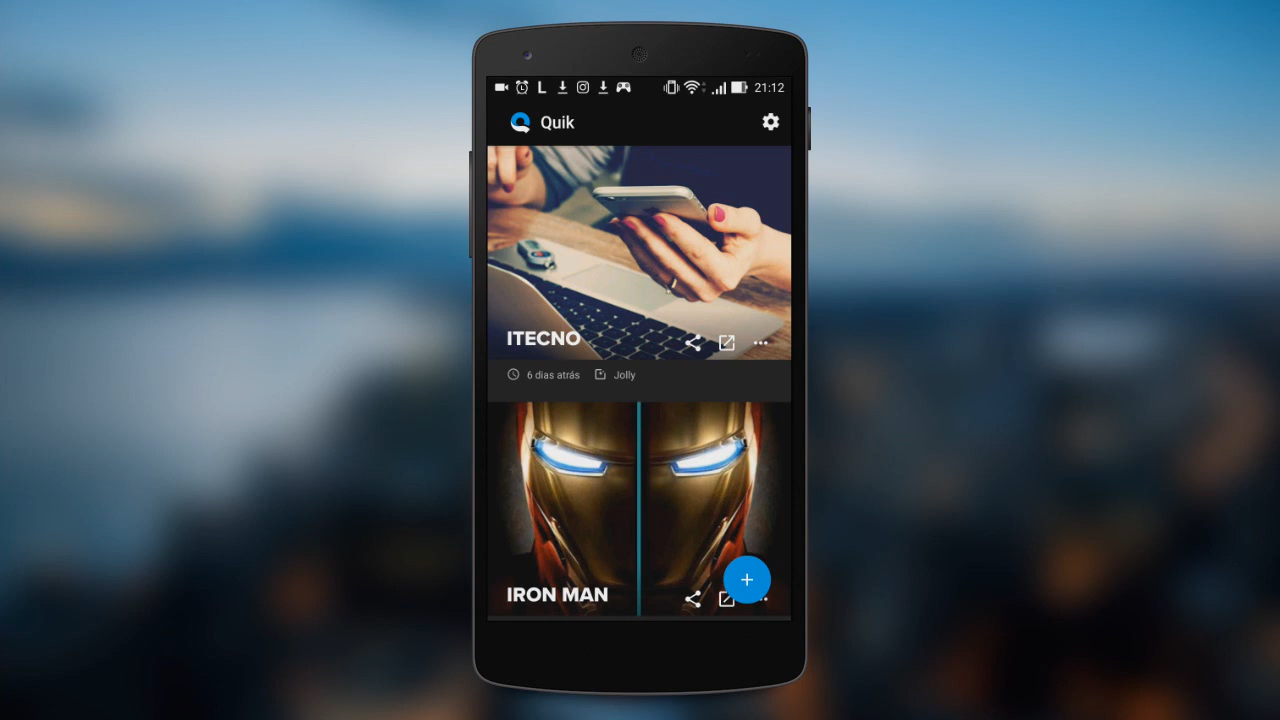 L 21:12
Quik
ITECNO
6 dias atrás Jolly
IRON MAN